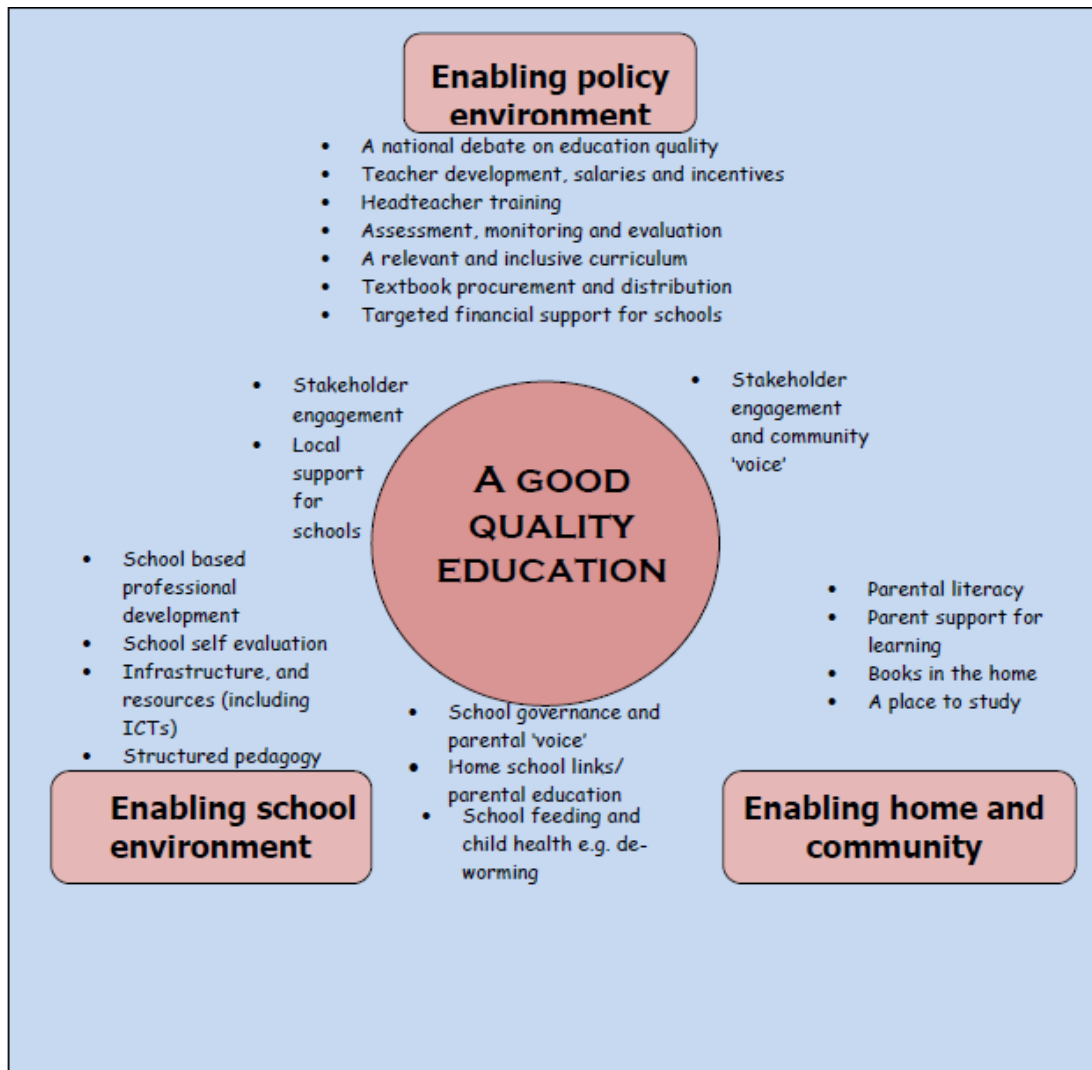 Enabling policy
environment
• A national debate on education quality
• Teacher development, salaries and incentives
• Headteacher training
• Assessment, monitoring and evaluation
• A relevant and inclusive curriculum
• Textbook procurement and distribution
• Targeted financial support for schools
• Stakeholder
engagement
• Local
support
for
schools
• Stakeholder
engagement
and community
'voice'
A GOOD
QUALITY
EDUCATION
• School based
professional
development
• School self evaluation
• Infrastructure, and
resources (including
ICTs)
• Structured pedagogy
• Parental literacy
• Parent support for
learning
• Books in the home
• A place to study
• School governance and
parental 'voice'
• Home school links/
parental education
• School feeding and
child health e.g. de-
worming
Enabling school
environment
Enabling home and
community